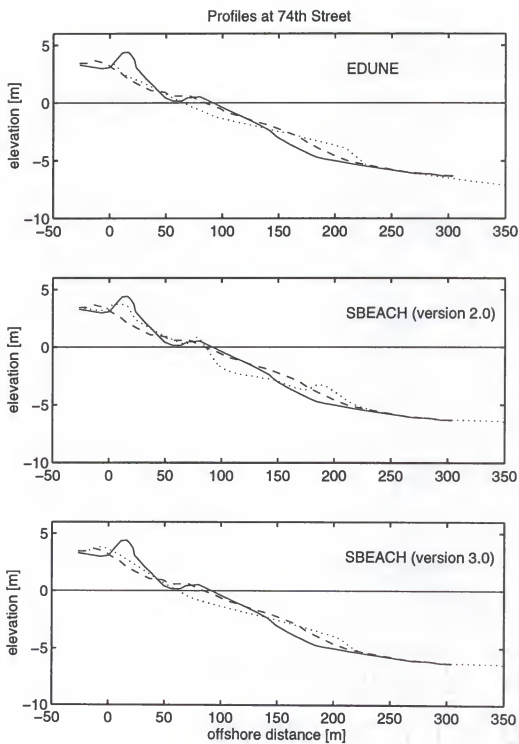 Profiles at 74th Street
EDUNE
elevation [m]
5
0
−5
−10
−50 0 50 100 150 200 250 300 350
SBEACH (version 2.0)
elevation [m]
5
0
−5
−10
−50 0 50 100 150 200 250 300 350
SBEACH (version 3.0)
elevation [m]
5
0
−5
−10
−50 0 50 100 150 200 250 300 350
offshore distance [m]